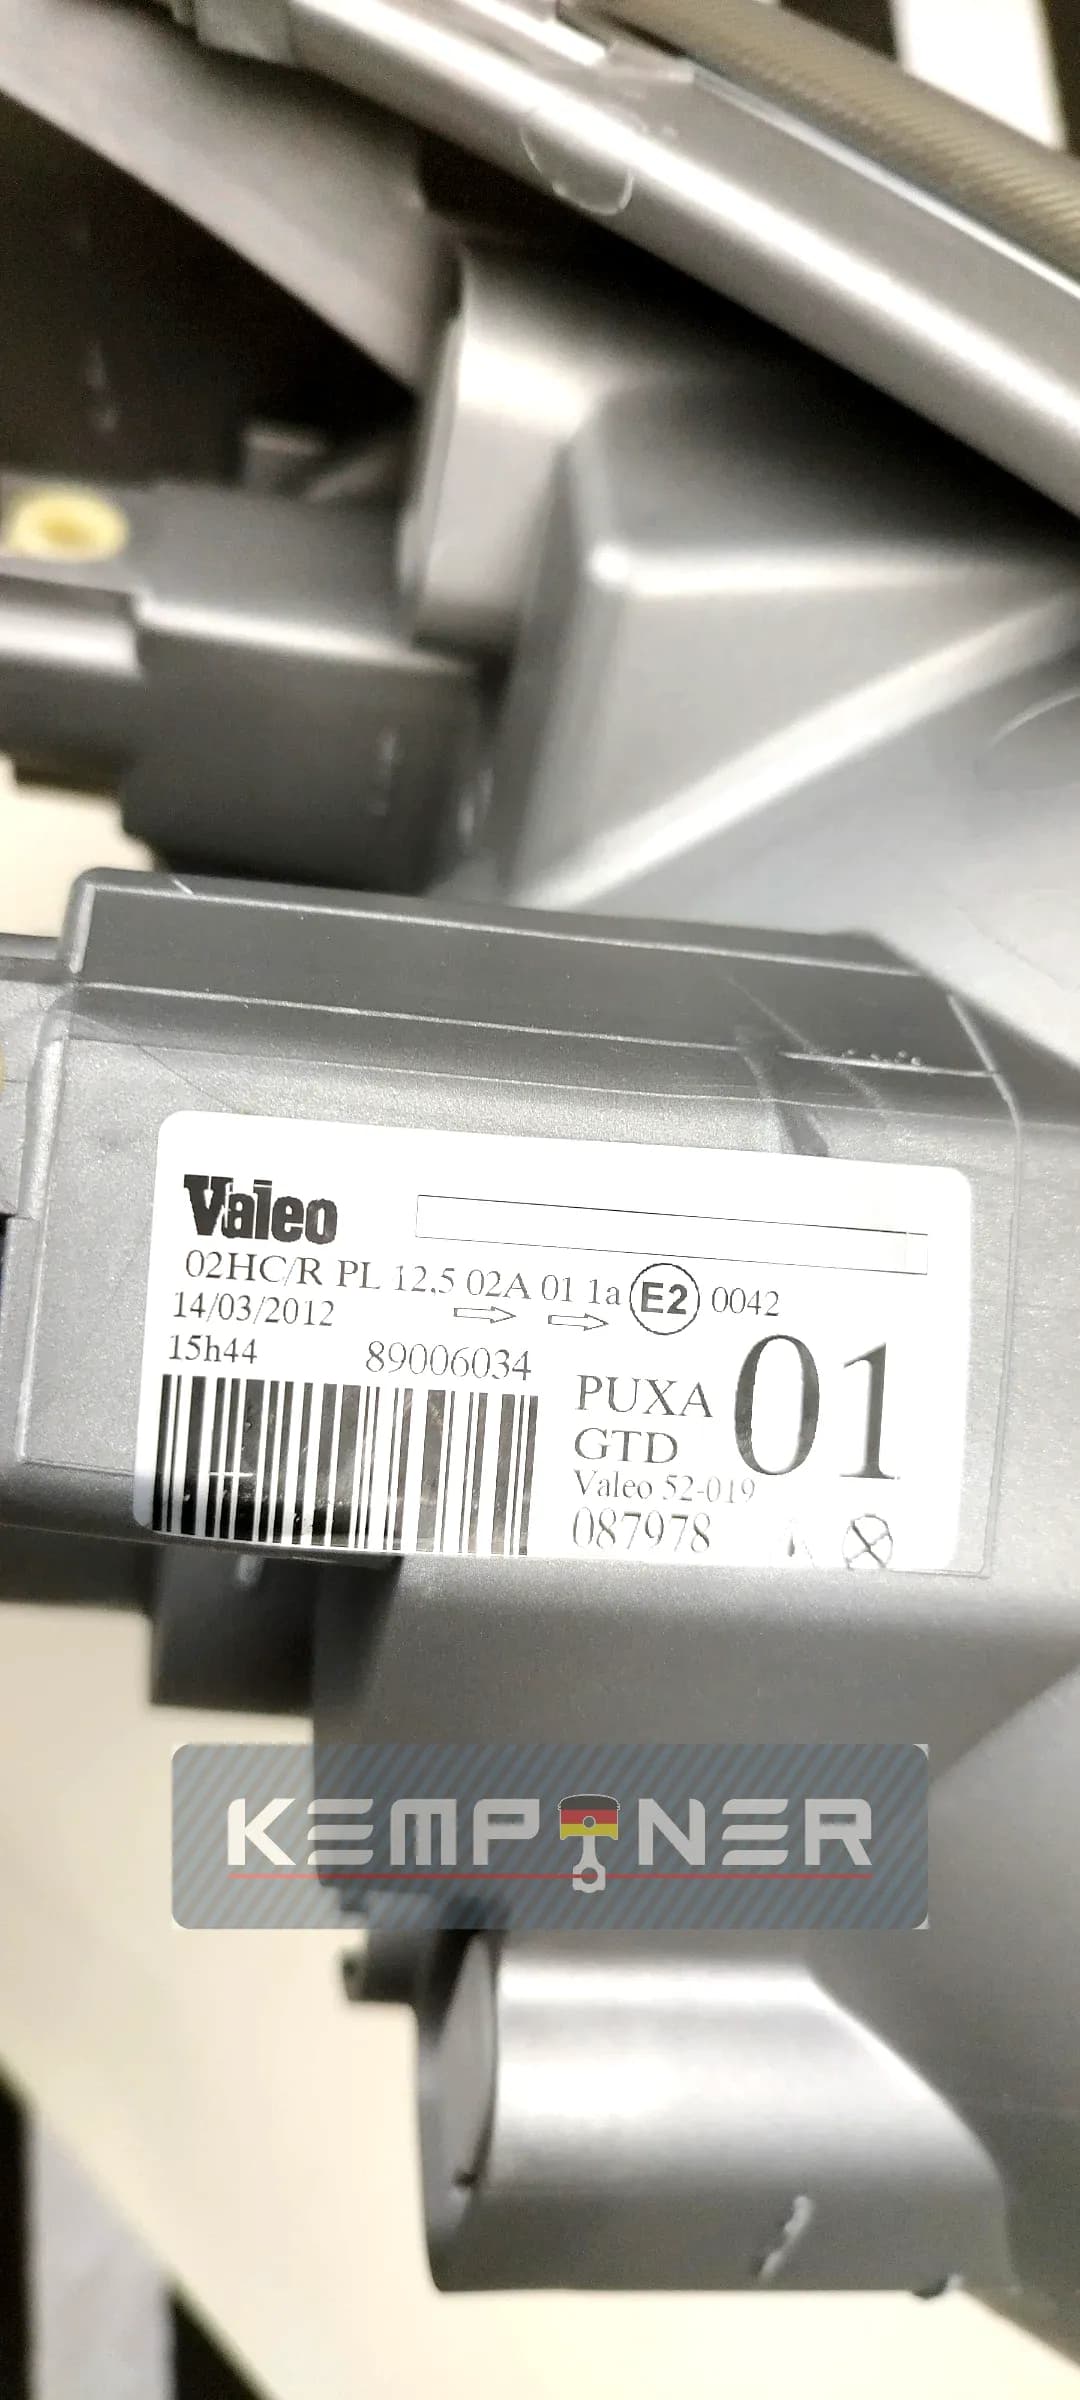 Valeo
02HC/R PL 12,5 02A 01 1a E2 0042
14/03/2012
15h44 89006034
PUXA 01
GTD
Valeo 52-019
087978
KEMPTNER